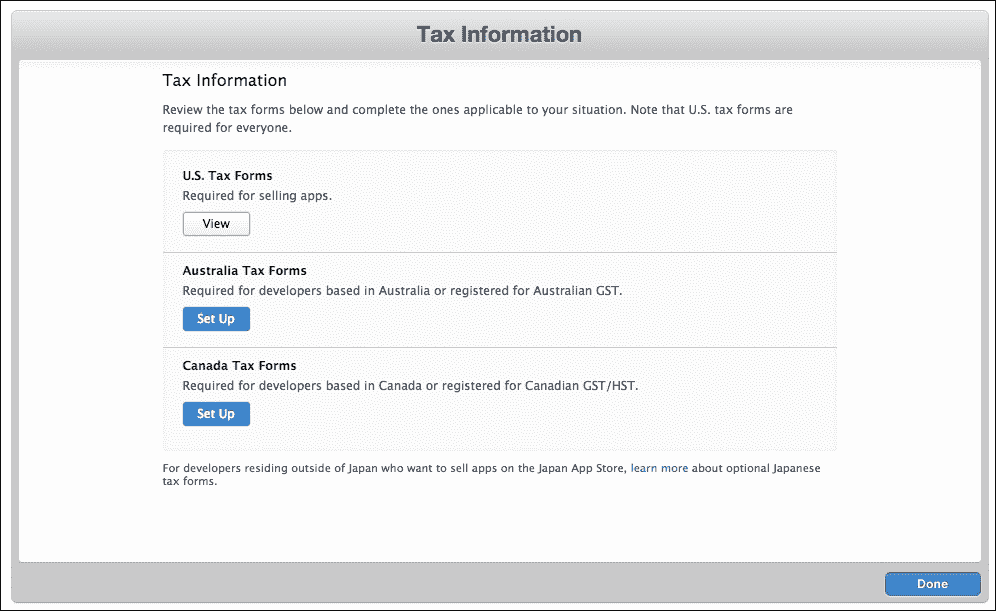 Tax Information
Tax Information
Review the tax forms below and complete the ones applicable to your situation. Note that U.S. tax forms are
required for everyone.
U.S. Tax Forms
Required for selling apps.
View
Australia Tax Forms
Required for developers based in Australia or registered for Australian GST.
Set Up
Canada Tax Forms
Required for developers based in Canada or registered for Canadian GST/HST.
Set Up
For developers residing outside of Japan who want to sell apps on the Japan App Store, learn more about optional Japanese
tax forms.
Done